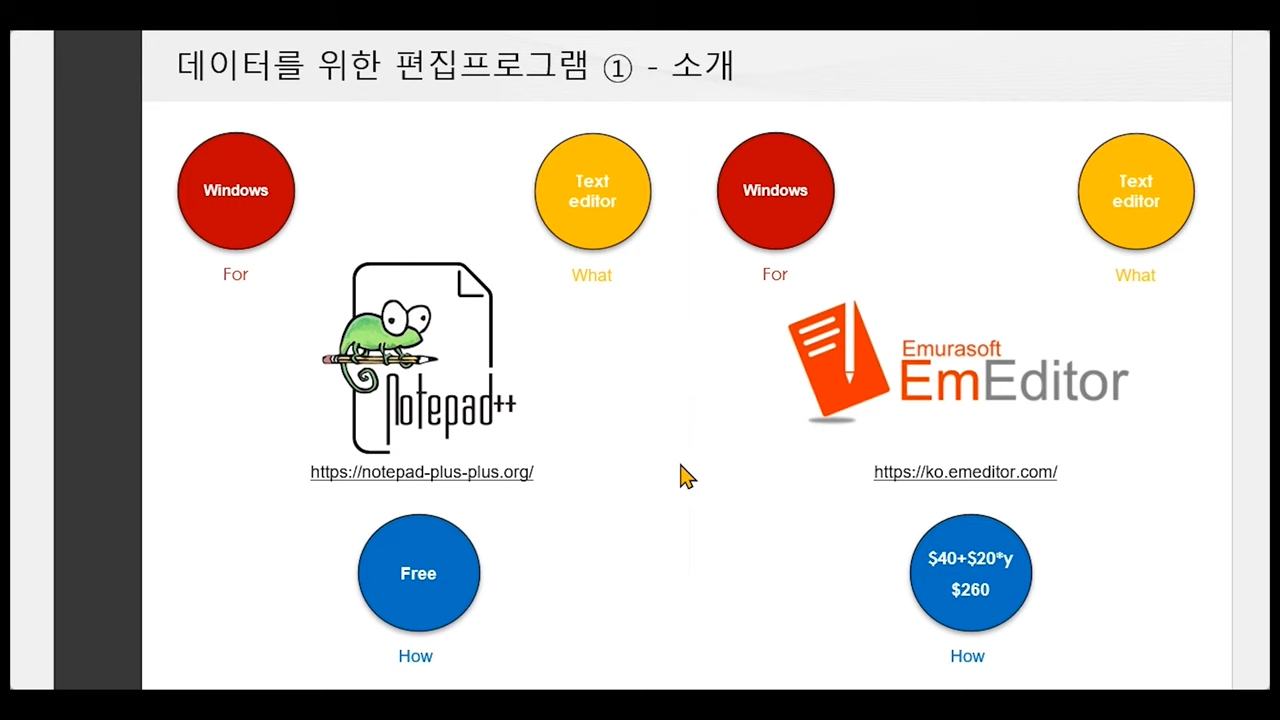 데이터를 위한 편집프로그램 ① - 소개
Windows
For
Text
editor
What
Notepad++
https://notepad-plus-plus.org/
Free
How
Windows
For
Text
editor
What
Emurasoft
EmEditor
https://ko.emeditor.com/
$40+$20*y
$260
How